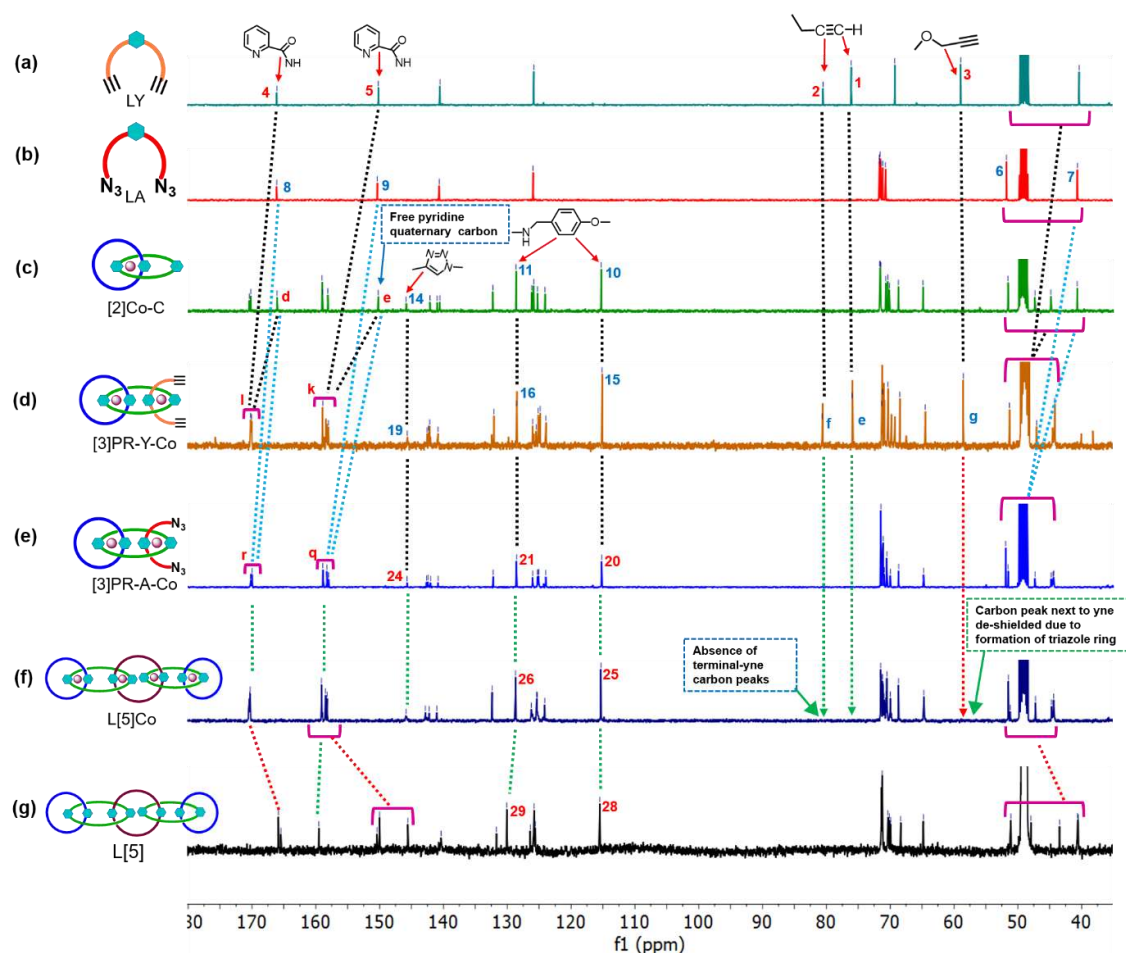 (a)
LY
N
O
NH
N
O
NH
C≡C-H
O
4
5
2
1
3
(b)
N3
N3
LA
8
9
6
7
Free pyridine
quaternary carbon
N
H
O
N=N
N
(c)
[2]Co-C
d
e
14
11
10
(d)
[3]PR-Y-Co
l
k
19
16
15
f
e
g
(e)
N3
N3
[3]PR-A-Co
r
q
24
21
20
Absence of
terminal-yne
carbon peaks
Carbon peak next to yne
de-shielded due to
formation of triazole ring
(f)
L[5]Co
26
25
(g)
L[5]
29
28
80 170 160 150 140 130 120 110 100 90 80 70 60 50 40
f1 (ppm)